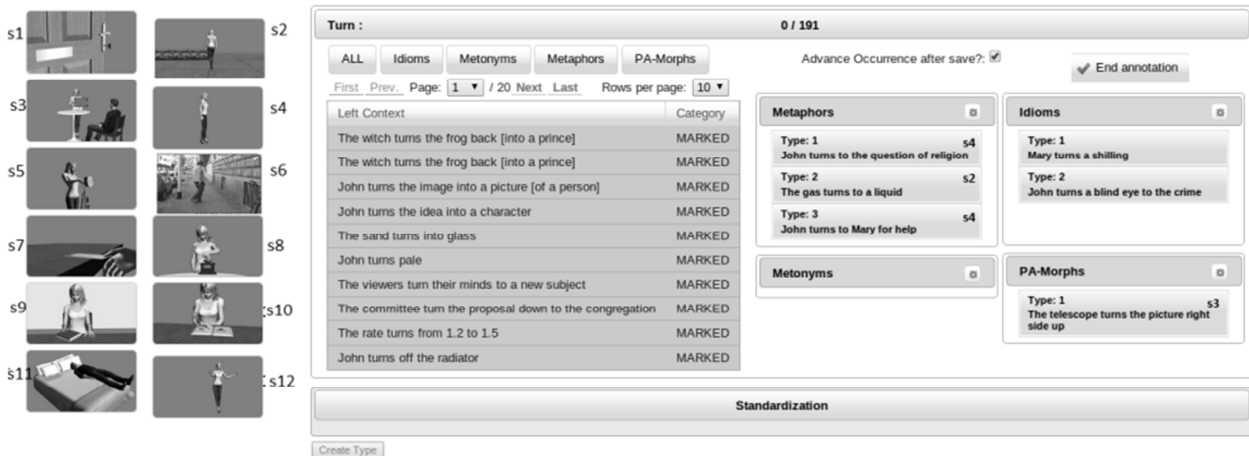 s1
s2
s3
s4
s5
s6
s7
s8
s9
s10
s11
s12
Turn :
0 / 191
ALL
Idioms
Metonyms
Metaphors
PA-Morphs
Advance Occurrence after save?:
End annotation
First Prev. Page: 1 / 20 Next Last Rows per page: 10
Left Context Category
The witch turns the frog back [into a prince] MARKED
The witch turns the frog back [into a prince] MARKED
John turns the image into a picture [of a person] MARKED
John turns the idea into a character MARKED
The sand turns into glass MARKED
John turns pale MARKED
The viewers turn their minds to a new subject MARKED
The committee turn the proposal down to the congregation MARKED
The rate turns from 1.2 to 1.5 MARKED
John turns off the radiator MARKED
Metaphors
Type: 1 s4
John turns to the question of religion
Type: 2 s2
The gas turns to a liquid
Type: 3 s4
John turns to Mary for help
Idioms
Type: 1
Mary turns a shilling
Type: 2
John turns a blind eye to the crime
Metonyms
PA-Morphs
Type: 1 s3
The telescope turns the picture right
side up
Standardization
Create Type